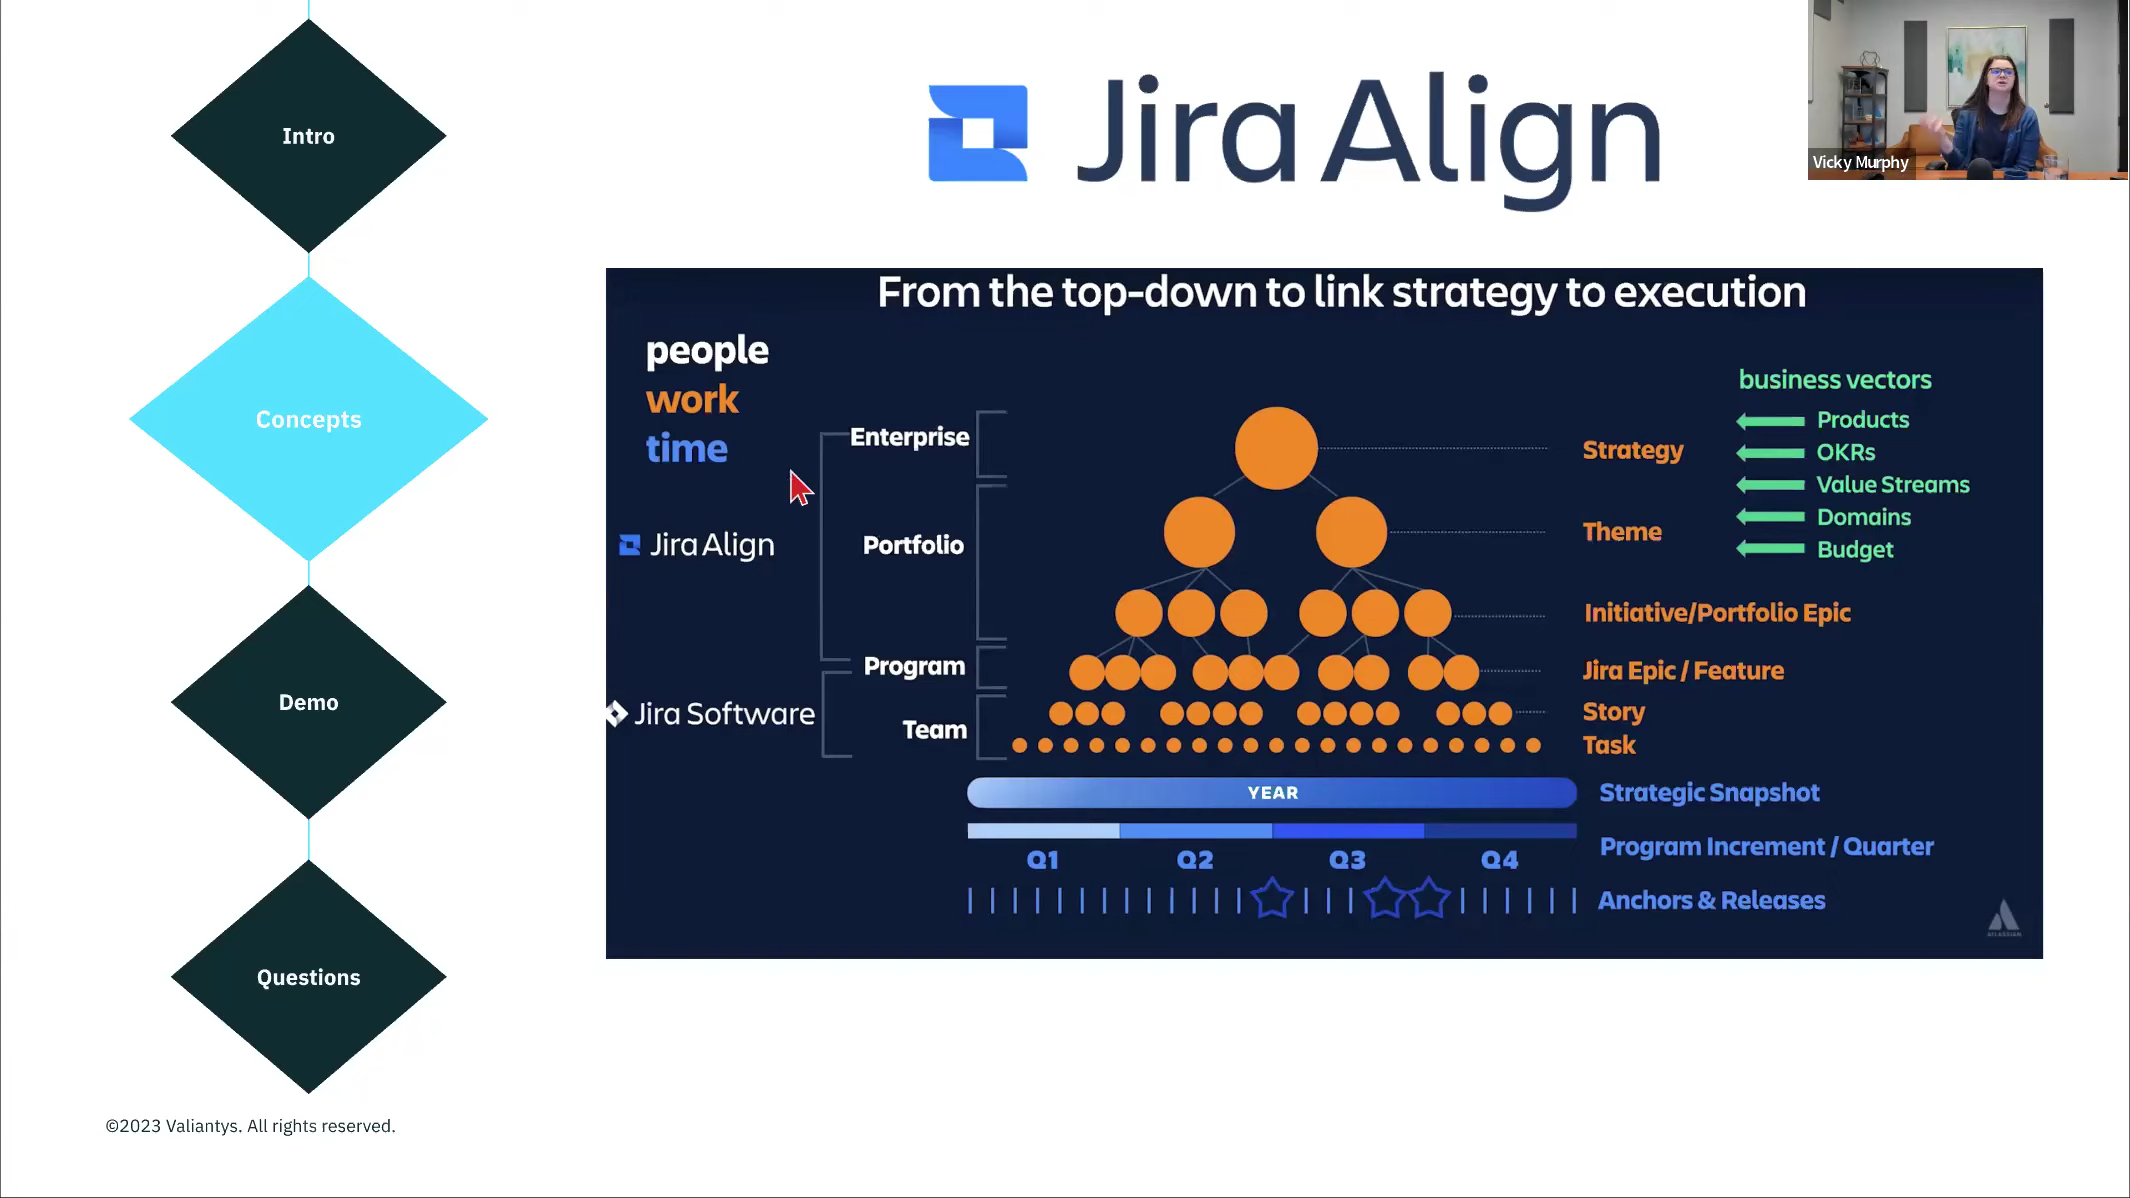 Intro
Concepts
Demo
Questions
©2023 Valiantys. All rights reserved.
Jira Align
Vicky Murphy
From the top-down to link strategy to execution
people
work
time
Jira Align
Jira Software
Enterprise
Portfolio
Program
Team
Strategy
Theme
Initiative/Portfolio Epic
Jira Epic / Feature
Story
Task
business vectors
Products
OKRs
Value Streams
Domains
Budget
YEAR
Strategic Snapshot
Q1 Q2 Q3 Q4
Program Increment / Quarter
Anchors & Releases
ATLASSIAN